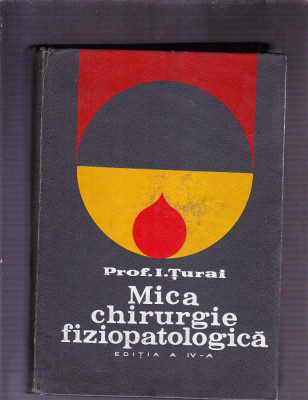 Prof. I. Țurai
Mica
chirurgie
fiziopatologică
EDIȚIA A IV-A